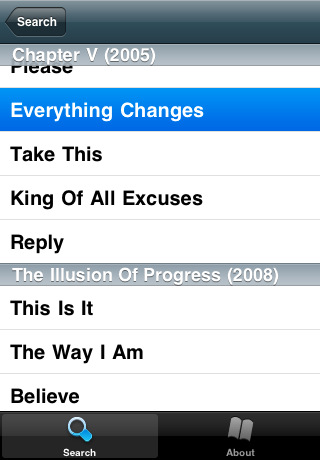 Search
Chapter V (2005)
Please
Everything Changes
Take This
King Of All Excuses
Reply
The Illusion Of Progress (2008)
This Is It
The Way I Am
Believe
Search
About